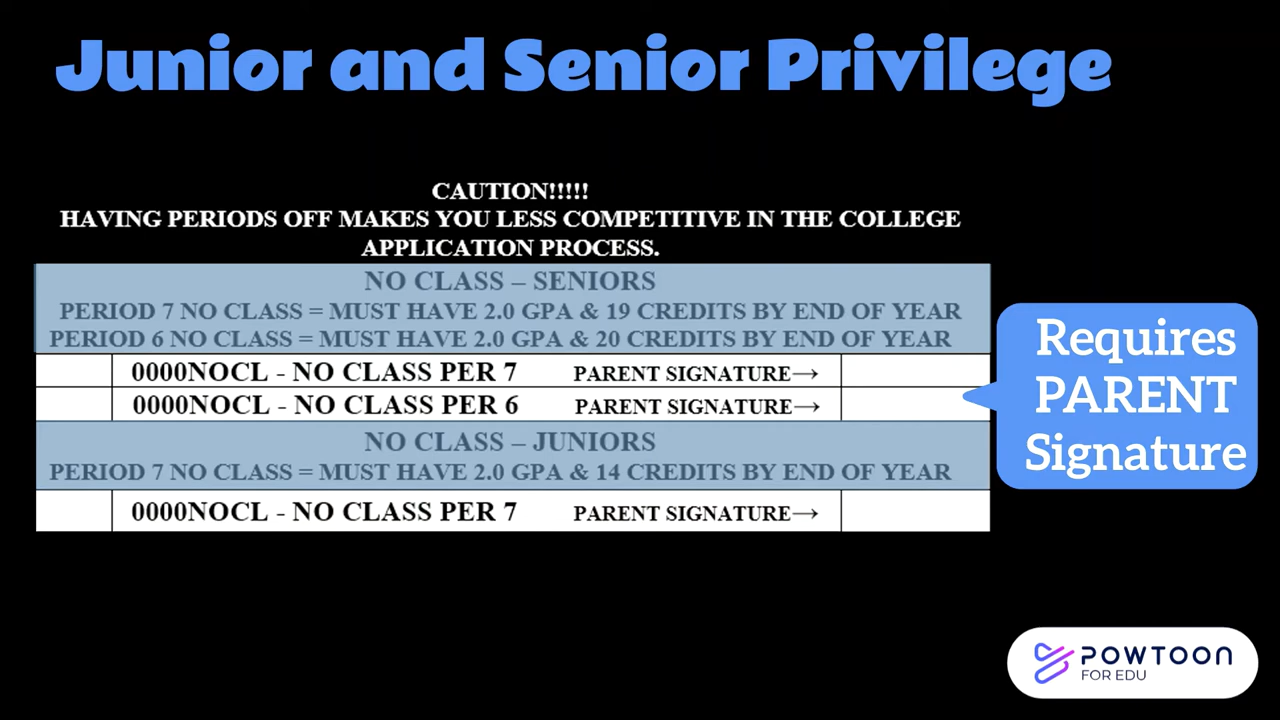 Junior and Senior Privilege
CAUTION!!!!!
HAVING PERIODS OFF MAKES YOU LESS COMPETITIVE IN THE COLLEGE
APPLICATION PROCESS.
NO CLASS – SENIORS
PERIOD 7 NO CLASS = MUST HAVE 2.0 GPA & 19 CREDITS BY END OF YEAR
PERIOD 6 NO CLASS = MUST HAVE 2.0 GPA & 20 CREDITS BY END OF YEAR
0000NOCL - NO CLASS PER 7 PARENT SIGNATURE→
0000NOCL - NO CLASS PER 6 PARENT SIGNATURE→
NO CLASS – JUNIORS
PERIOD 7 NO CLASS = MUST HAVE 2.0 GPA & 14 CREDITS BY END OF YEAR
0000NOCL - NO CLASS PER 7 PARENT SIGNATURE→
Requires
PARENT
Signature
POWTOON
FOR EDU